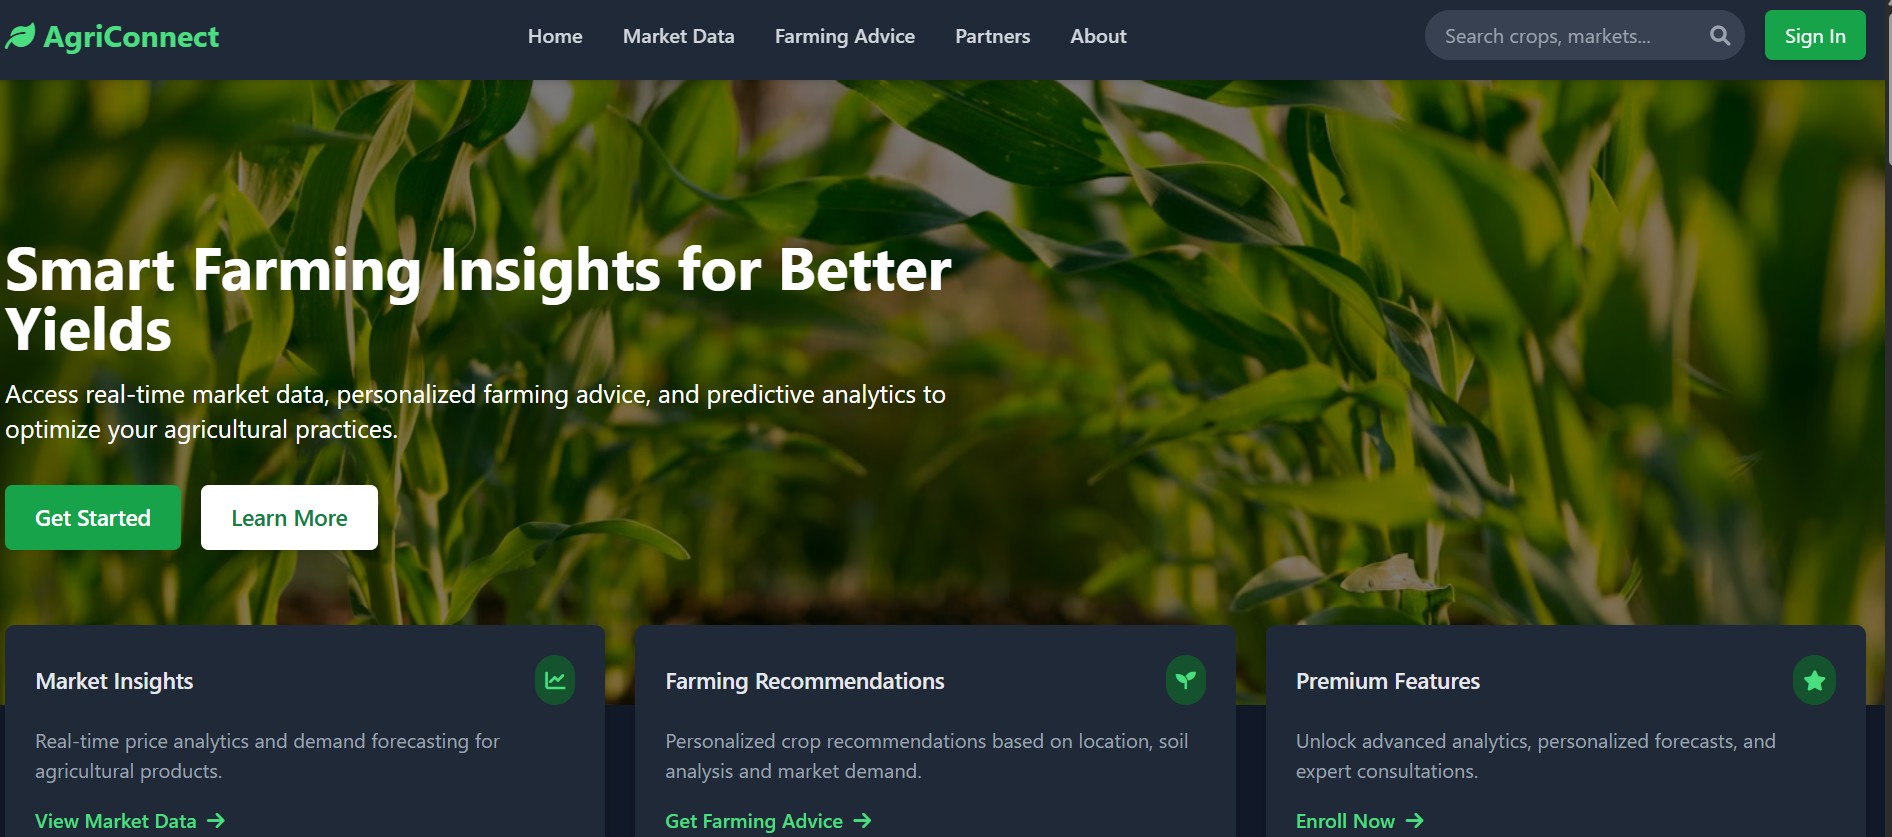 AgriConnect
Home
Market Data
Farming Advice
Partners
About
Search crops, markets...
Sign In
Smart Farming Insights for Better
Yields
Access real-time market data, personalized farming advice, and predictive analytics to
optimize your agricultural practices.
Get Started
Learn More
Market Insights
Real-time price analytics and demand forecasting for
agricultural products.
View Market Data
Farming Recommendations
Personalized crop recommendations based on location, soil
analysis and market demand.
Get Farming Advice
Premium Features
Unlock advanced analytics, personalized forecasts, and
expert consultations.
Enroll Now